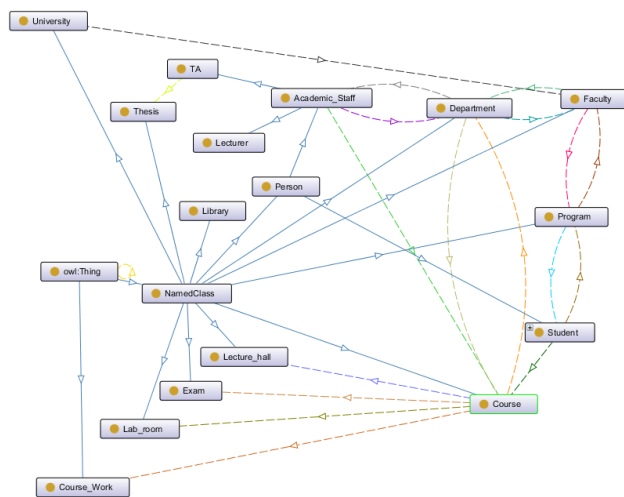 University
TA
Academic_Staff
Department
Faculty
Thesis
Lecturer
Person
Library
Program
owl:Thing
NamedClass
Student
Lecture_hall
Exam
Course
Lab_room
Course_Work